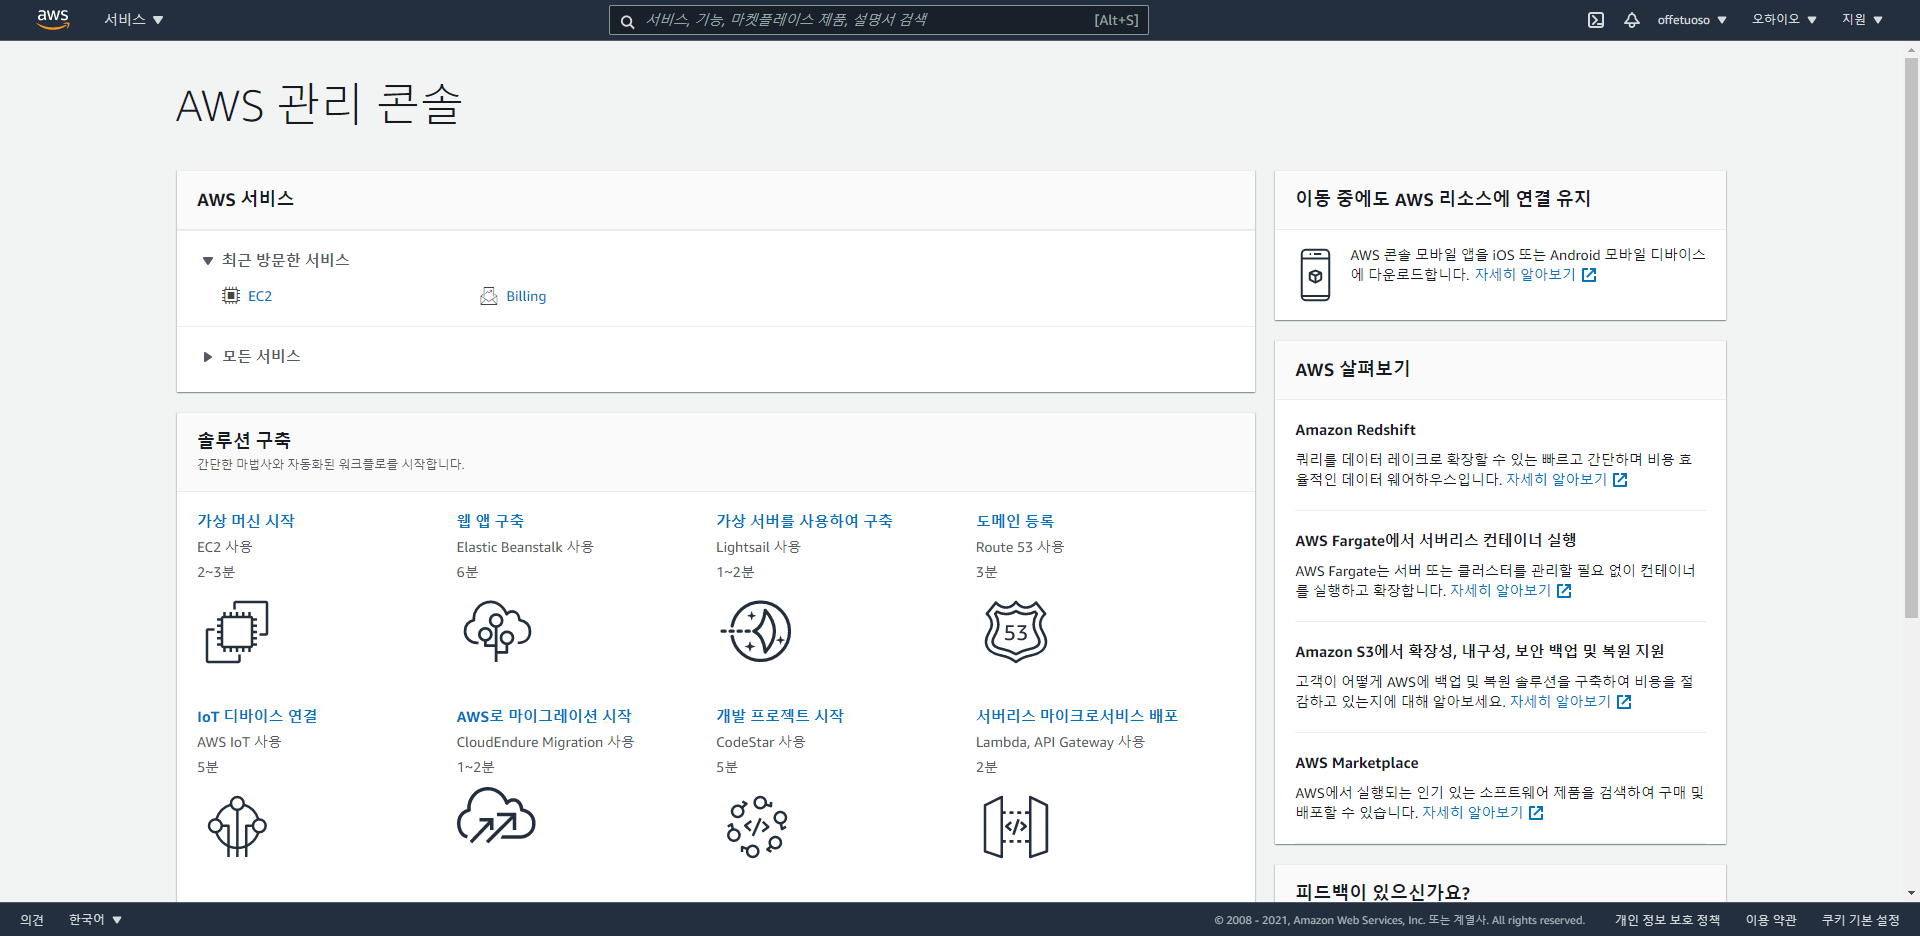 aws 서비스 ▼ 서비스, 기능, 마켓플레이스 제품, 설명서 검색 [Alt+S] offetuoso ▼ 오하이오 ▼ 지원 ▼
AWS 관리 콘솔
AWS 서비스
▼ 최근 방문한 서비스
EC2
Billing
▶ 모든 서비스
솔루션 구축
간단한 마법사와 자동화된 워크플로를 시작합니다.
가상 머신 시작
EC2 사용
2~3분
웹 앱 구축
Elastic Beanstalk 사용
6분
가상 서버를 사용하여 구축
Lightsail 사용
1~2분
도메인 등록
Route 53 사용
3분
53
IoT 디바이스 연결
AWS IoT 사용
5분
AWS로 마이그레이션 시작
CloudEndure Migration 사용
1~2분
개발 프로젝트 시작
CodeStar 사용
5분
</>
서버리스 마이크로서비스 배포
Lambda, API Gateway 사용
2분
</>
이동 중에도 AWS 리소스에 연결 유지
AWS 콘솔 모바일 앱을 iOS 또는 Android 모바일 디바이스
에 다운로드합니다. 자세히 알아보기
AWS 살펴보기
Amazon Redshift
쿼리를 데이터 레이크로 확장할 수 있는 빠르고 간단하며 비용 효
율적인 데이터 웨어하우스입니다. 자세히 알아보기
AWS Fargate에서 서버리스 컨테이너 실행
AWS Fargate는 서버 또는 클러스터를 관리할 필요 없이 컨테이너
를 실행하고 확장합니다. 자세히 알아보기
Amazon S3에서 확장성, 내구성, 보안 백업 및 복원 지원
고객이 어떻게 AWS에 백업 및 복원 솔루션을 구축하여 비용을 절
감하고 있는지에 대해 알아보세요. 자세히 알아보기
AWS Marketplace
AWS에서 실행되는 인기 있는 소프트웨어 제품을 검색하여 구매 및
배포할 수 있습니다. 자세히 알아보기
피드백이 있으신가요?
의견 한국어 ▼ © 2008 - 2021, Amazon Web Services, Inc. 또는 계열사. All rights reserved. 개인 정보 보호 정책 이용 약관 쿠키 기본 설정